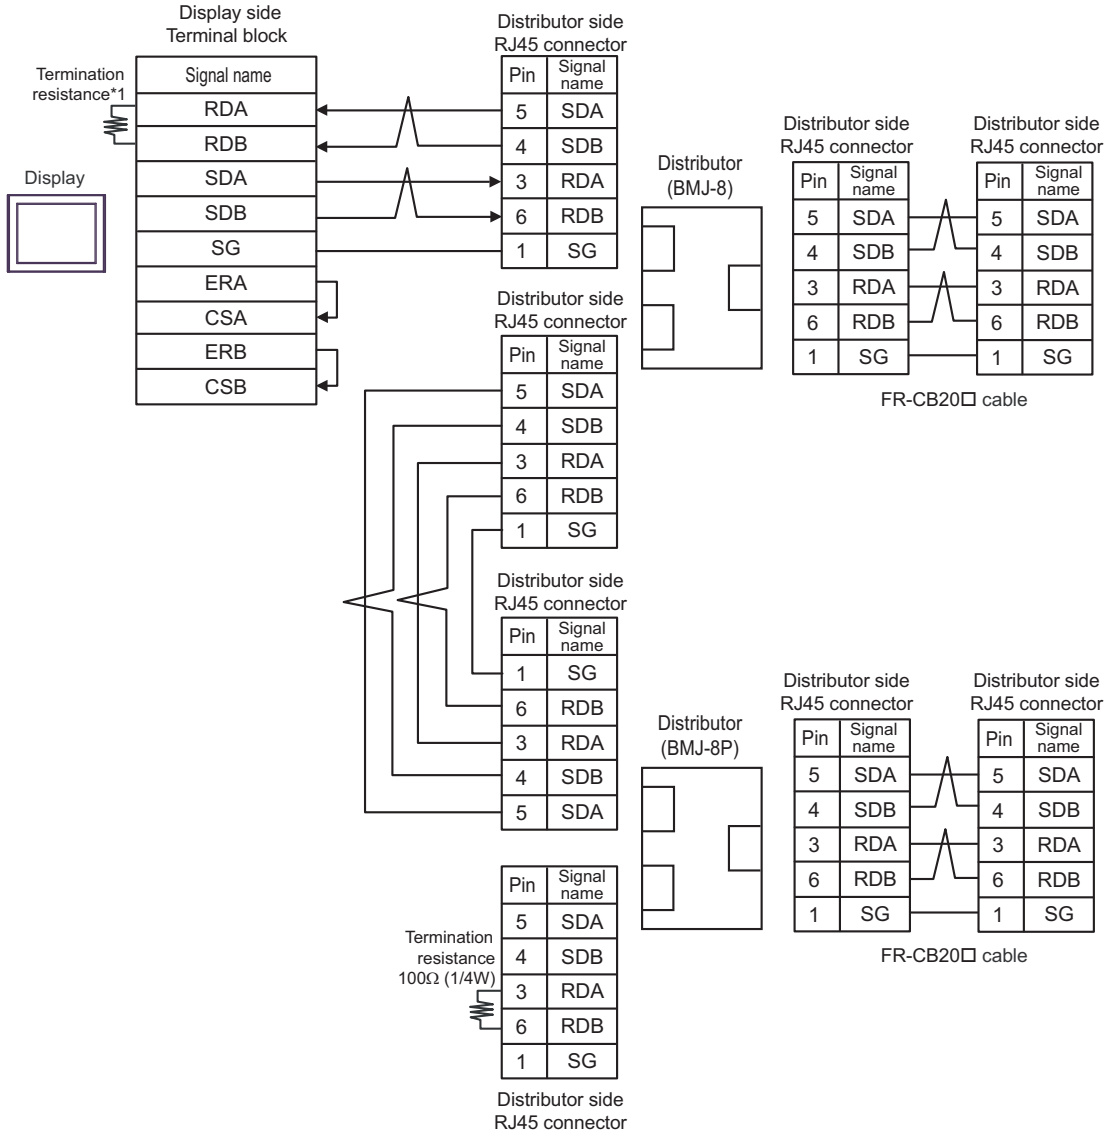 Display side
Terminal block
Termination
resistance*1
Signal name
RDA
RDB
SDA
SDB
SG
ERA
CSA
ERB
CSB
Display
Distributor side
RJ45 connector
Pin Signal name
5 SDA
4 SDB
3 RDA
6 RDB
1 SG
Distributor
(BMJ-8)
Distributor side
RJ45 connector
Pin Signal name
5 SDA
4 SDB
3 RDA
6 RDB
1 SG
Distributor side
RJ45 connector
Pin Signal name
5 SDA
4 SDB
3 RDA
6 RDB
1 SG
FR-CB20□ cable
Distributor side
RJ45 connector
Pin Signal name
5 SDA
4 SDB
3 RDA
6 RDB
1 SG
Distributor side
RJ45 connector
Pin Signal name
1 SG
6 RDB
3 RDA
4 SDB
5 SDA
Distributor
(BMJ-8P)
Distributor side
RJ45 connector
Pin Signal name
5 SDA
4 SDB
3 RDA
6 RDB
1 SG
Distributor side
RJ45 connector
Pin Signal name
5 SDA
4 SDB
3 RDA
6 RDB
1 SG
FR-CB20□ cable
Termination
resistance
100Ω (1/4W)
Pin Signal name
5 SDA
4 SDB
3 RDA
6 RDB
1 SG
Distributor side
RJ45 connector